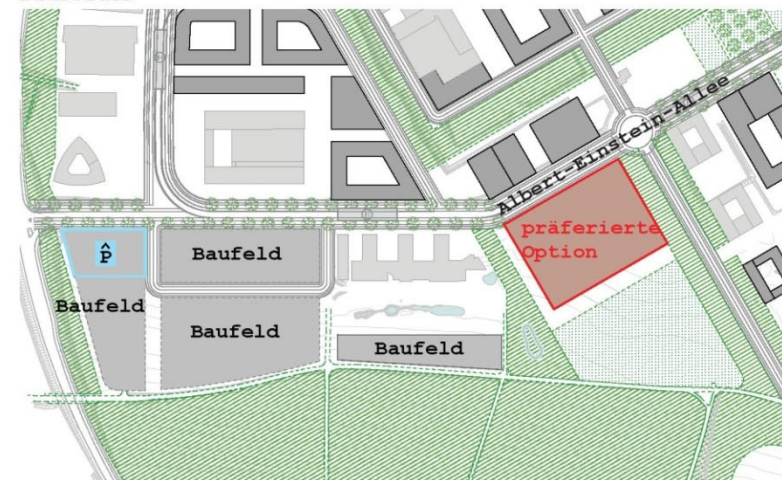 Albert-Einstein-Allee
präferierte
Option
P̂
Baufeld
Baufeld
Baufeld
Baufeld